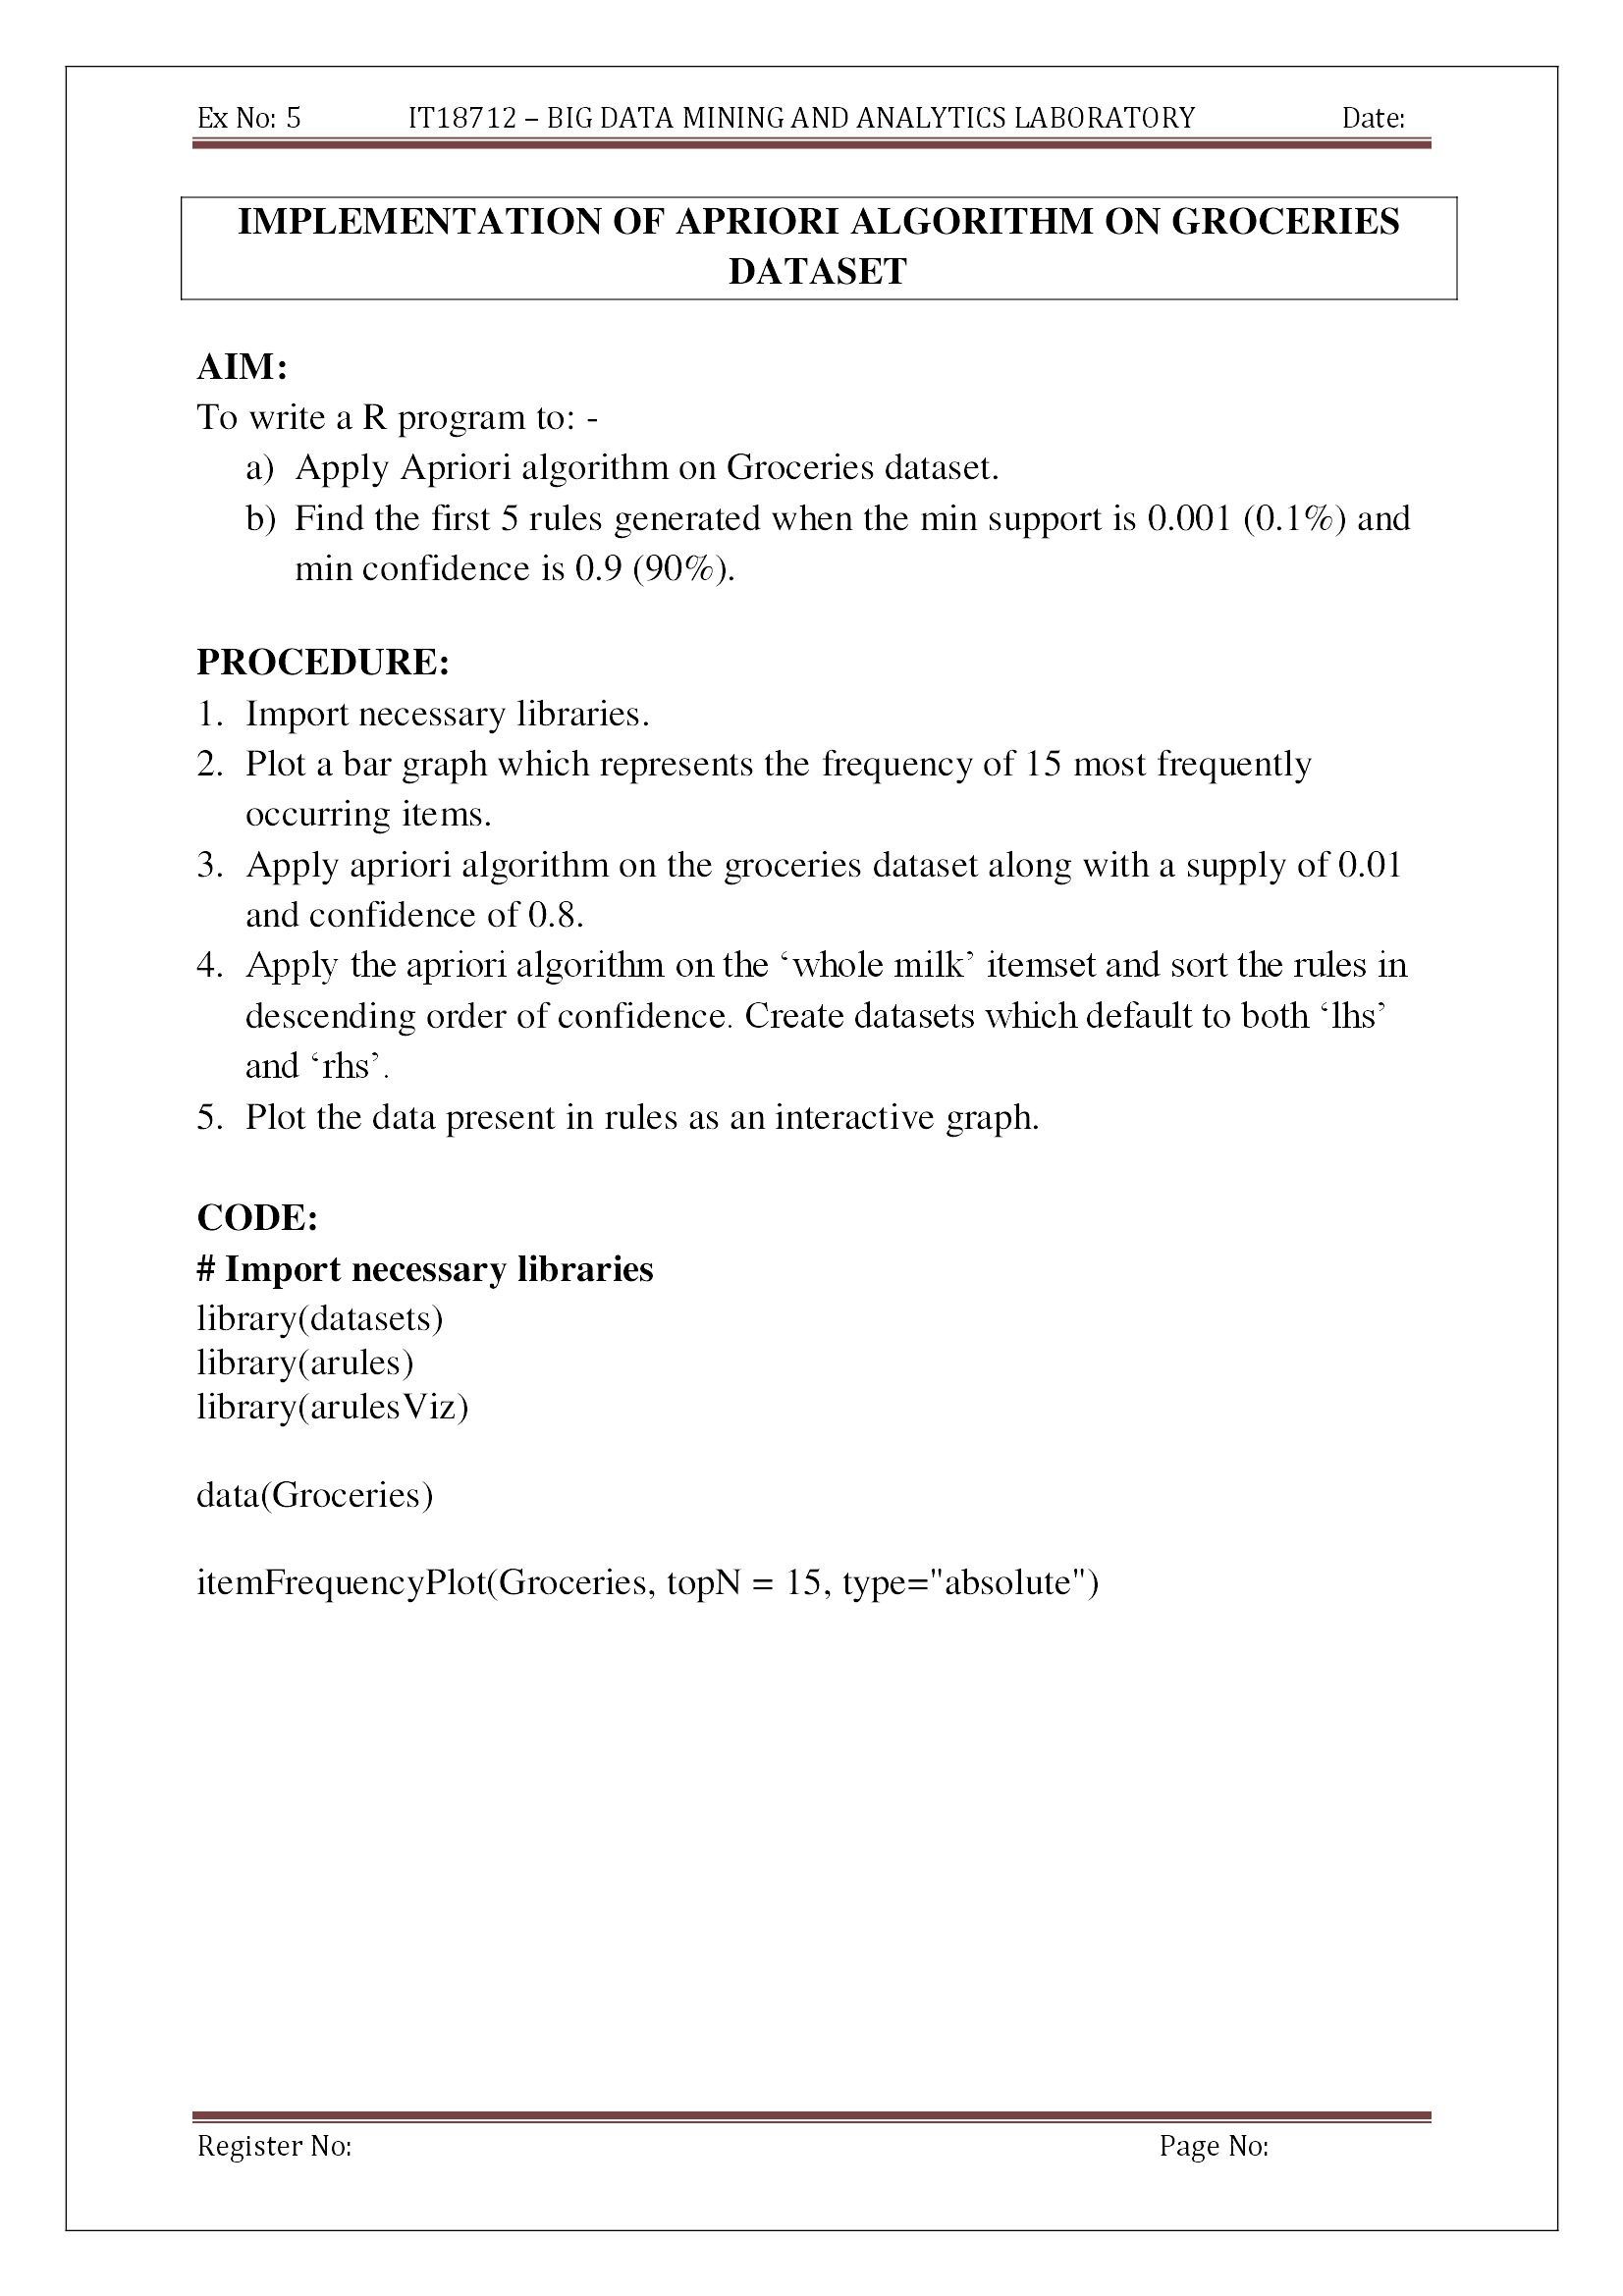 Ex No: 5 IT18712 – BIG DATA MINING AND ANALYTICS LABORATORY Date:
IMPLEMENTATION OF APRIORI ALGORITHM ON GROCERIES
DATASET
AIM:
To write a R program to: -
a) Apply Apriori algorithm on Groceries dataset.
b) Find the first 5 rules generated when the min support is 0.001 (0.1%) and
min confidence is 0.9 (90%).
PROCEDURE:
1. Import necessary libraries.
2. Plot a bar graph which represents the frequency of 15 most frequently
occurring items.
3. Apply apriori algorithm on the groceries dataset along with a supply of 0.01
and confidence of 0.8.
4. Apply the apriori algorithm on the ‘whole milk’ itemset and sort the rules in
descending order of confidence. Create datasets which default to both ‘lhs’
and ‘rhs’.
5. Plot the data present in rules as an interactive graph.
CODE:
# Import necessary libraries
library(datasets)
library(arules)
library(arulesViz)
data(Groceries)
itemFrequencyPlot(Groceries, topN = 15, type="absolute")
Register No: Page No: